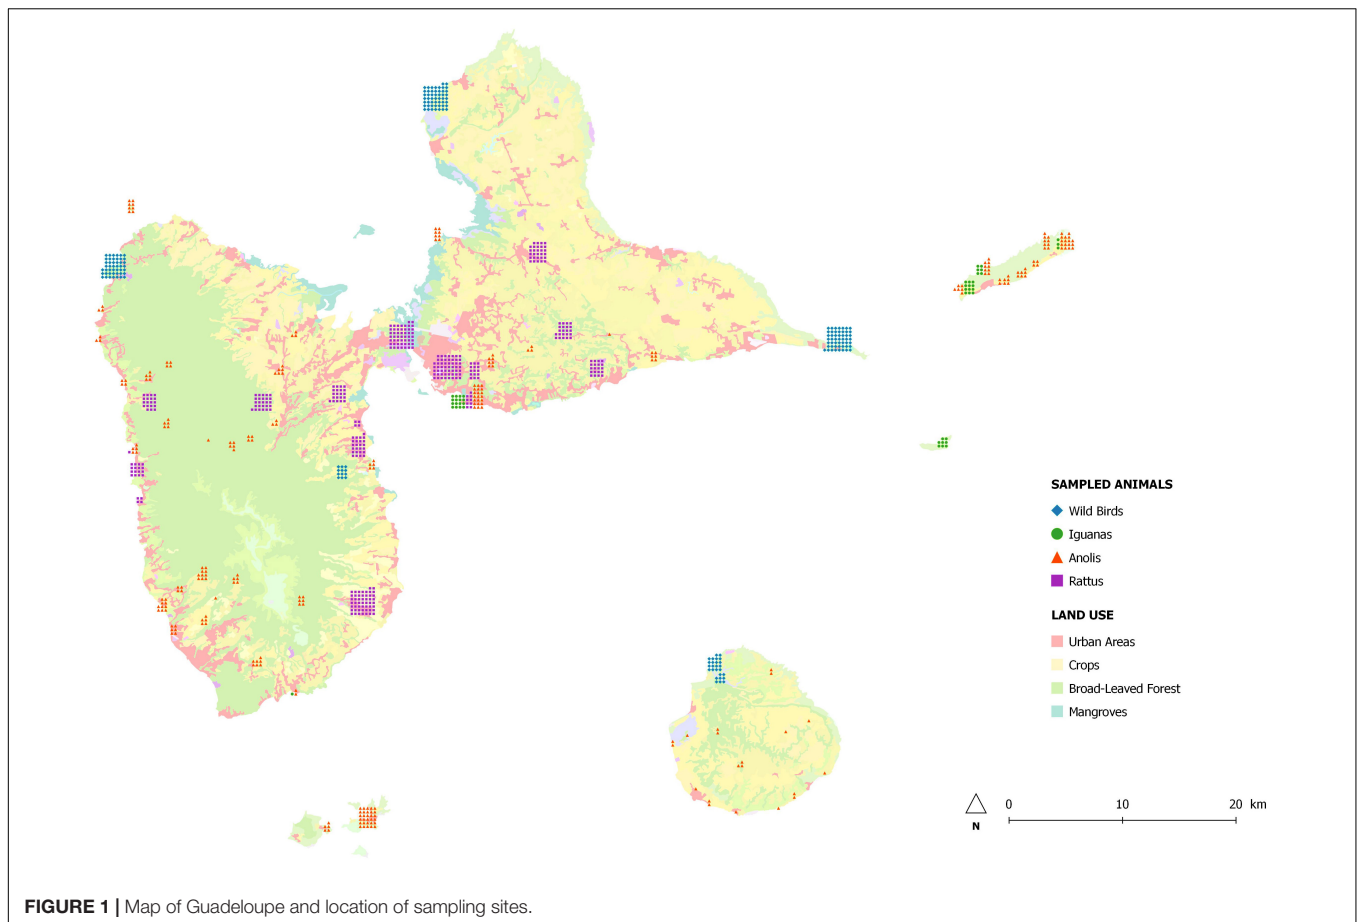 SAMPLED ANIMALS
Wild Birds
Iguanas
Anolis
Rattus
LAND USE
Urban Areas
Crops
Broad-Leaved Forest
Mangroves
N
0 10 20 km
FIGURE 1 | Map of Guadeloupe and location of sampling sites.